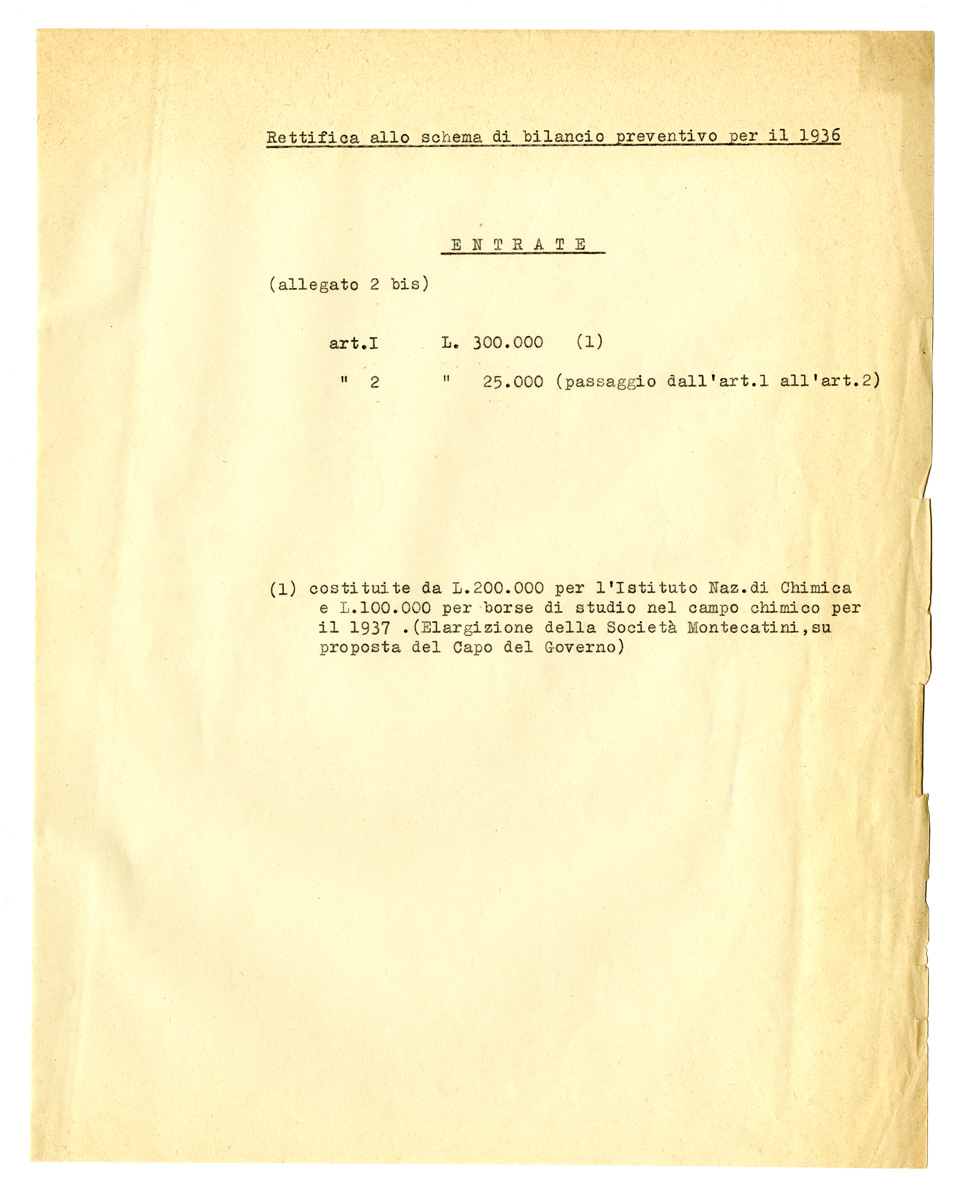 Rettifica allo schema di bilancio preventivo per il 1936
E N T R A T E
(allegato 2 bis)
art.I L. 300.000 (1)
" 2 " 25.000 (passaggio dall'art.1 all'art.2)
(1) costituite da L.200.000 per l'Istituto Naz.di Chimica
e L.100.000 per borse di studio nel campo chimico per
il 1937 .(Elargizione della Società Montecatini,su
proposta del Capo del Governo)